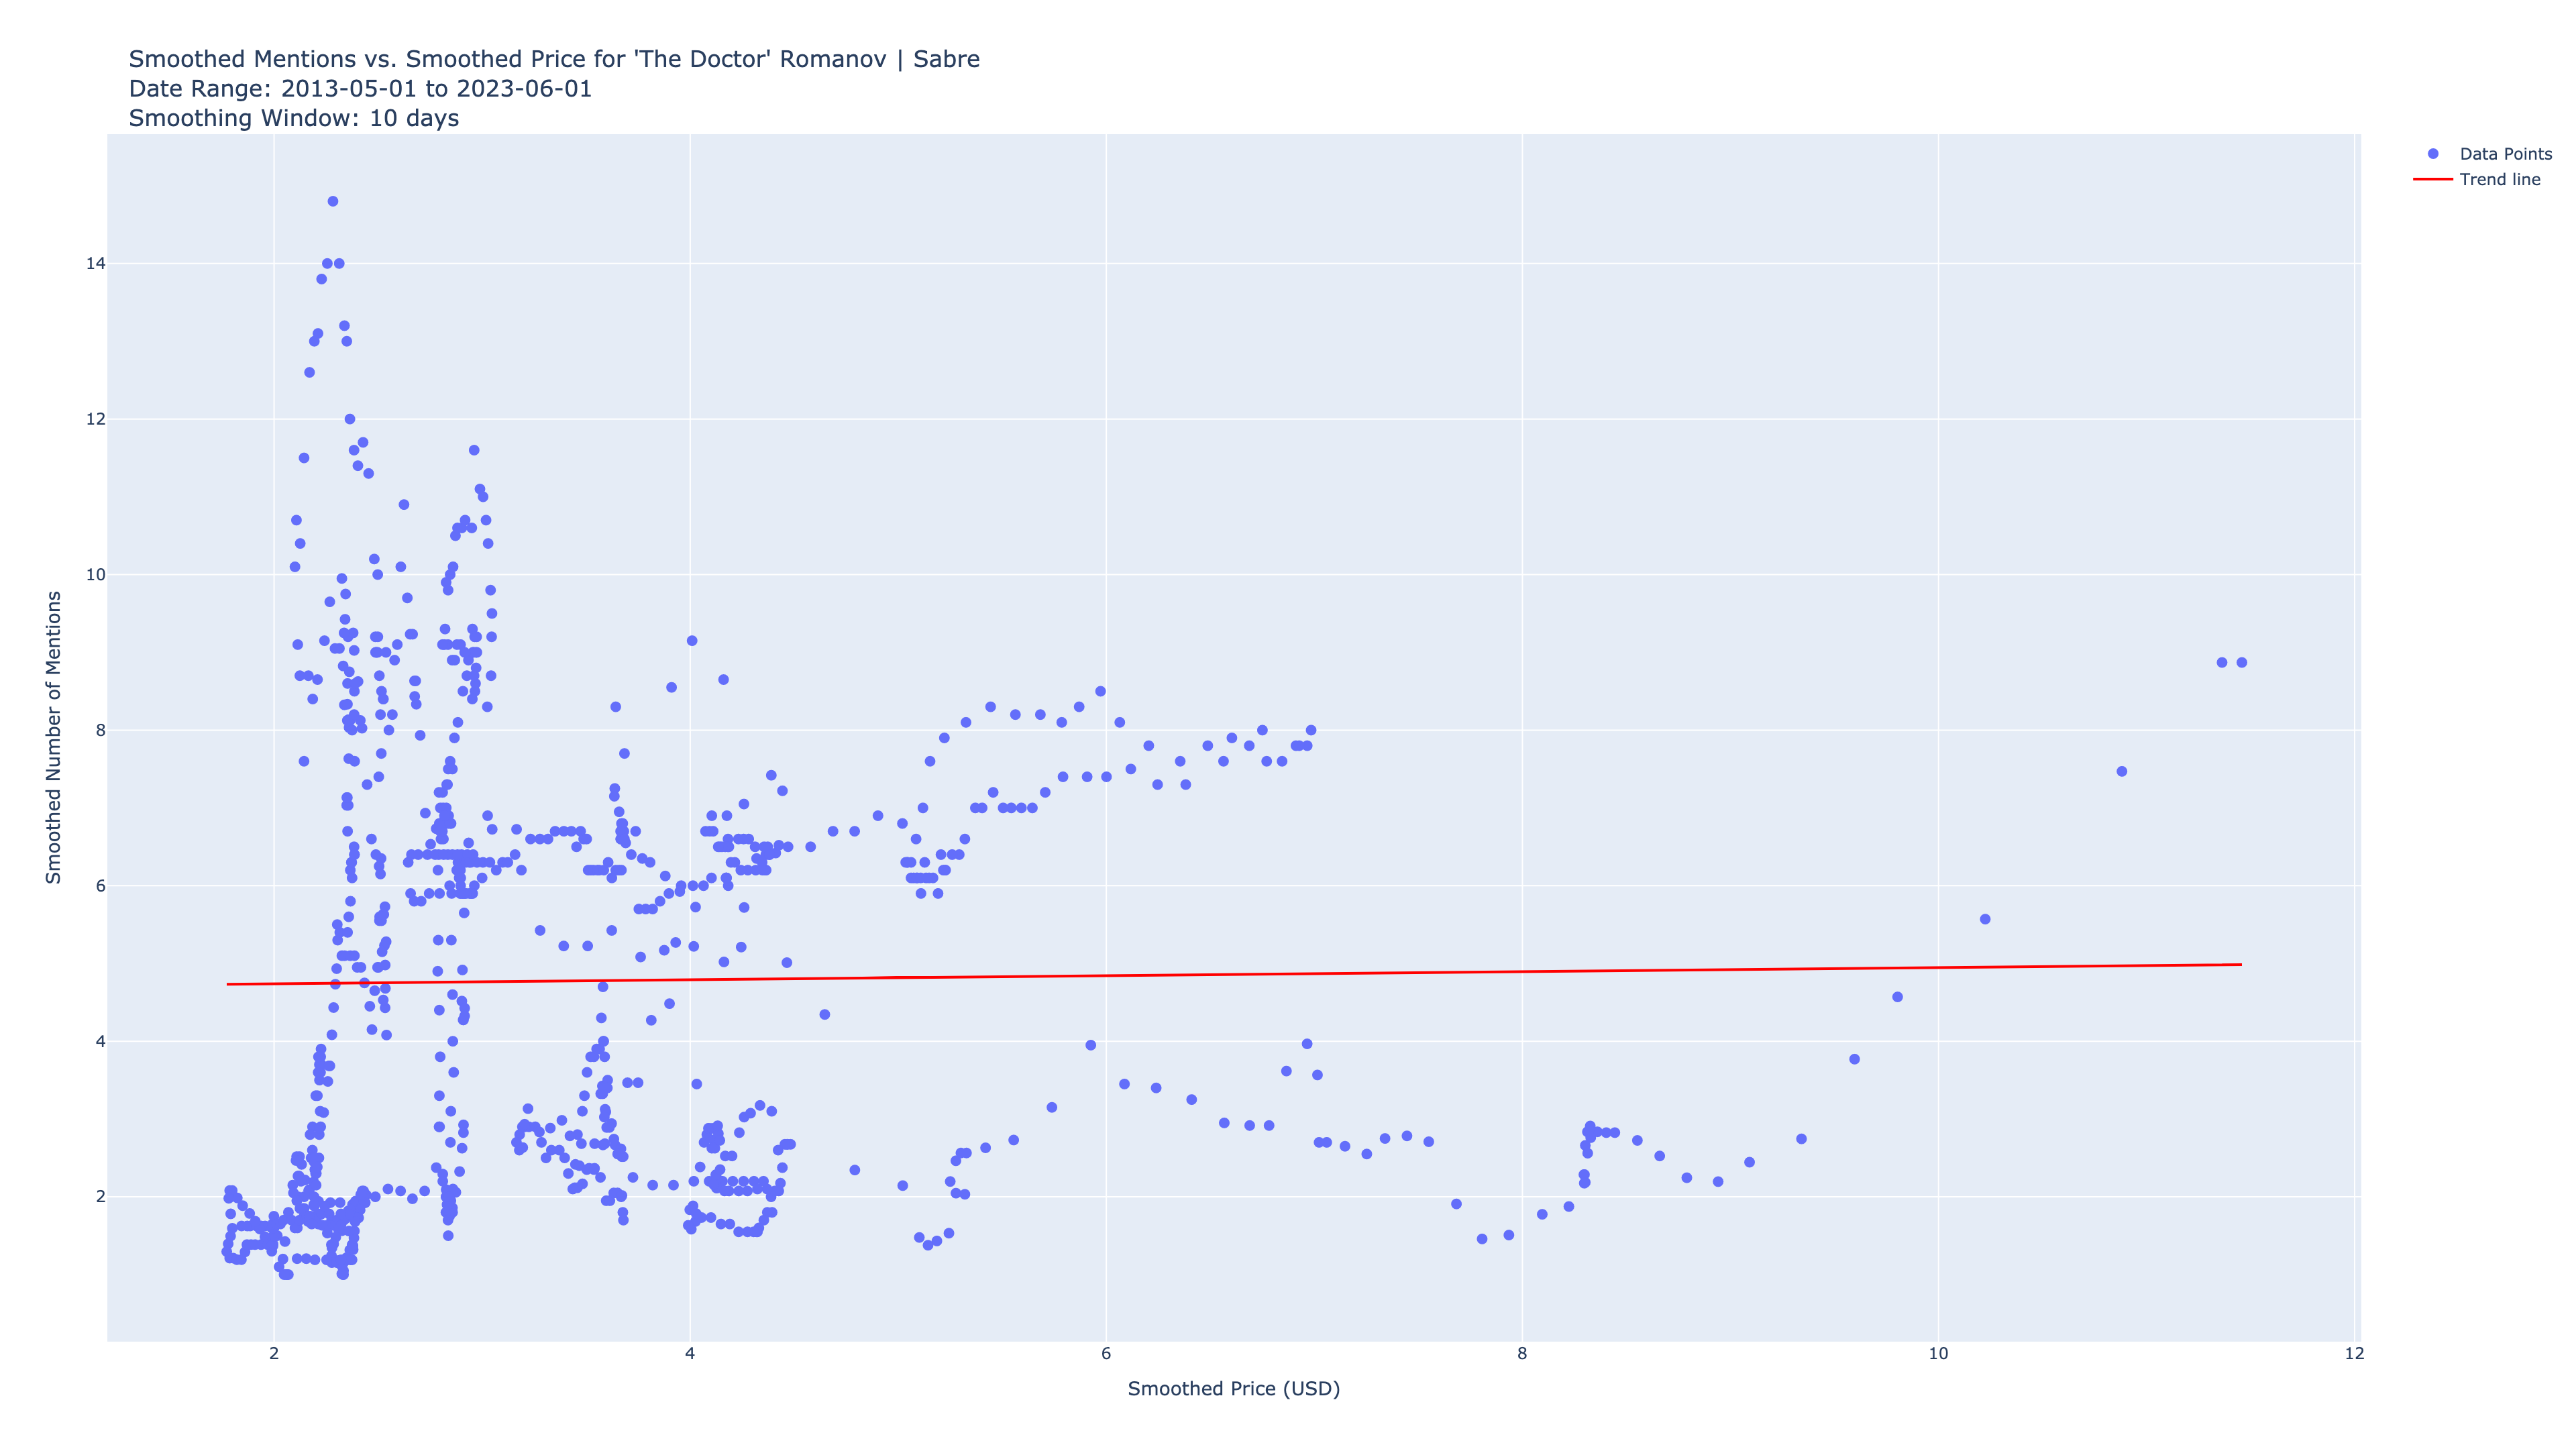 Smoothed Mentions vs. Smoothed Price for 'The Doctor' Romanov | Sabre
Date Range: 2013-05-01 to 2023-06-01
Smoothing Window: 10 days
Data Points
Trend line
Smoothed Number of Mentions
14
12
10
8
6
4
2
2
4
6
8
10
12
Smoothed Price (USD)